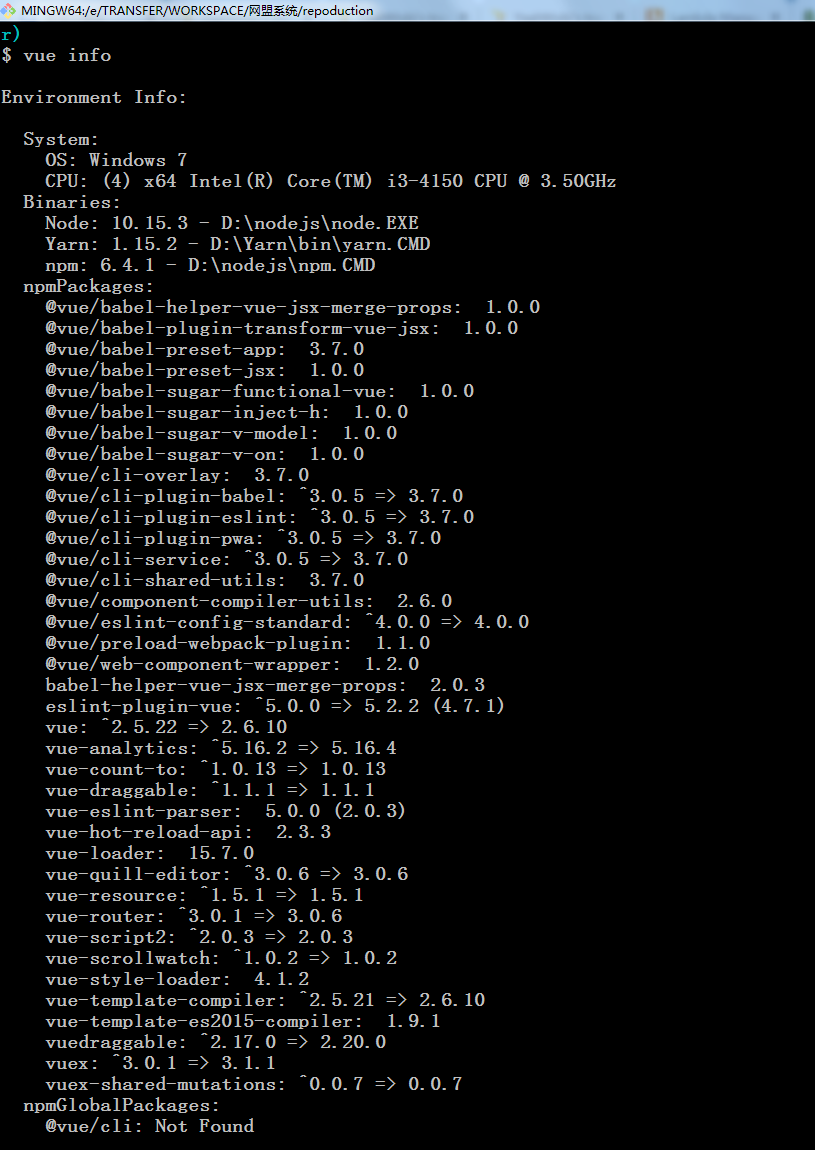 MINGW64:/e/TRANSFER/WORKSPACE/网盟系统/repoduction
r)
$ vue info
Environment Info:
System:
OS: Windows 7
CPU: (4) x64 Intel(R) Core(TM) i3-4150 CPU @ 3.50GHz
Binaries:
Node: 10.15.3 - D:\nodejs\node.EXE
Yarn: 1.15.2 - D:\Yarn\bin\yarn.CMD
npm: 6.4.1 - D:\nodejs\npm.CMD
npmPackages:
@vue/babel-helper-vue-jsx-merge-props:  1.0.0
@vue/babel-plugin-transform-vue-jsx:  1.0.0
@vue/babel-preset-app:  3.7.0
@vue/babel-preset-jsx:  1.0.0
@vue/babel-sugar-functional-vue:  1.0.0
@vue/babel-sugar-inject-h:  1.0.0
@vue/babel-sugar-v-model:  1.0.0
@vue/babel-sugar-v-on:  1.0.0
@vue/cli-overlay:  3.7.0
@vue/cli-plugin-babel: ^3.0.5 => 3.7.0
@vue/cli-plugin-eslint: ^3.0.5 => 3.7.0
@vue/cli-plugin-pwa: ^3.0.5 => 3.7.0
@vue/cli-service: ^3.0.5 => 3.7.0
@vue/cli-shared-utils:  3.7.0
@vue/component-compiler-utils:  2.6.0
@vue/eslint-config-standard: ^4.0.0 => 4.0.0
@vue/preload-webpack-plugin:  1.1.0
@vue/web-component-wrapper:  1.2.0
babel-helper-vue-jsx-merge-props:  2.0.3
eslint-plugin-vue: ^5.0.0 => 5.2.2 (4.7.1)
vue: ^2.5.22 => 2.6.10
vue-analytics: ^5.16.2 => 5.16.4
vue-count-to: ^1.0.13 => 1.0.13
vue-draggable: ^1.1.1 => 1.1.1
vue-eslint-parser:  5.0.0 (2.0.3)
vue-hot-reload-api:  2.3.3
vue-loader:  15.7.0
vue-quill-editor: ^3.0.6 => 3.0.6
vue-resource: ^1.5.1 => 1.5.1
vue-router: ^3.0.1 => 3.0.6
vue-script2: ^2.0.3 => 2.0.3
vue-scrollwatch: ^1.0.2 => 1.0.2
vue-style-loader:  4.1.2
vue-template-compiler: ^2.5.21 => 2.6.10
vue-template-es2015-compiler:  1.9.1
vuedraggable: ^2.17.0 => 2.20.0
vuex: ^3.0.1 => 3.1.1
vuex-shared-mutations: ^0.0.7 => 0.0.7
npmGlobalPackages:
@vue/cli: Not Found